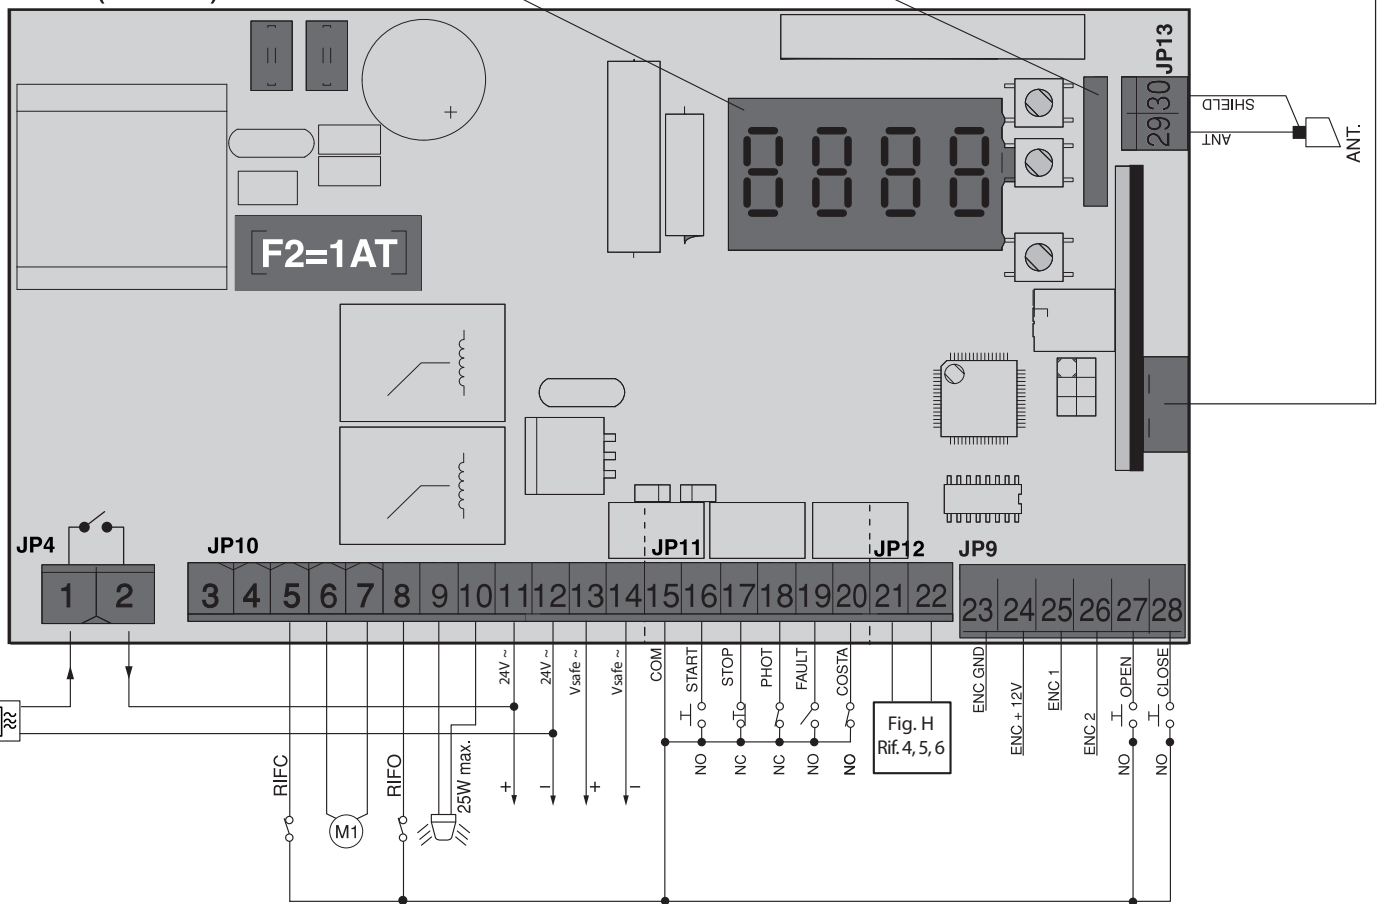 JP13
30
29
SHIELD
ANT
ANT.
+
F2=1AT
JP4
JP10
JP11
JP12
JP9
1 2
3 4 5 6 7 8 9 10 11 12 13 14 15 16 17 18 19 20 21 22
23 24 25 26 27 28
24V ~
24V ~
Vsafe ~
Vsafe ~
COM
START
STOP
PHOT
FAULT
COSTA
ENC GND
ENC + 12V
ENC 1
ENC 2
OPEN
CLOSE
Fig. H
Rif. 4, 5, 6
NO
NC
NC
NO
NO
NO
NO
RIFC
M1
RIFO
25W max.
+
–
+
–